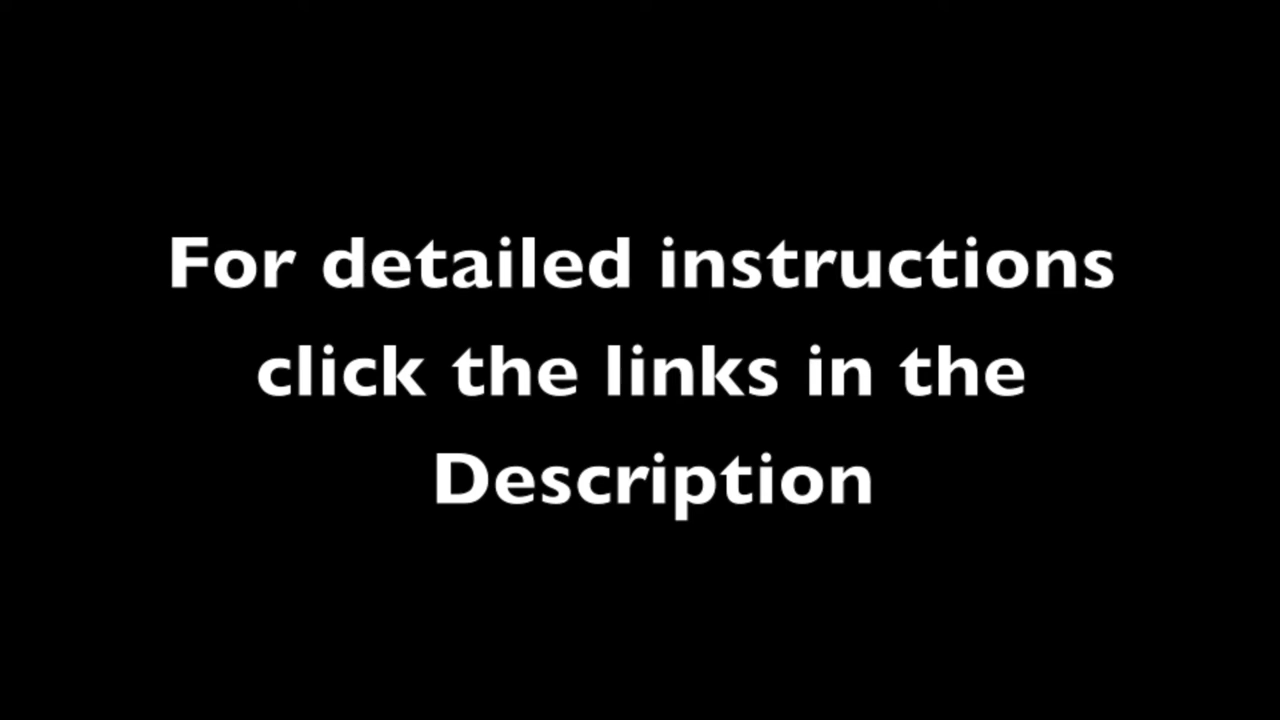 For detailed instructions
click the links in the
Description